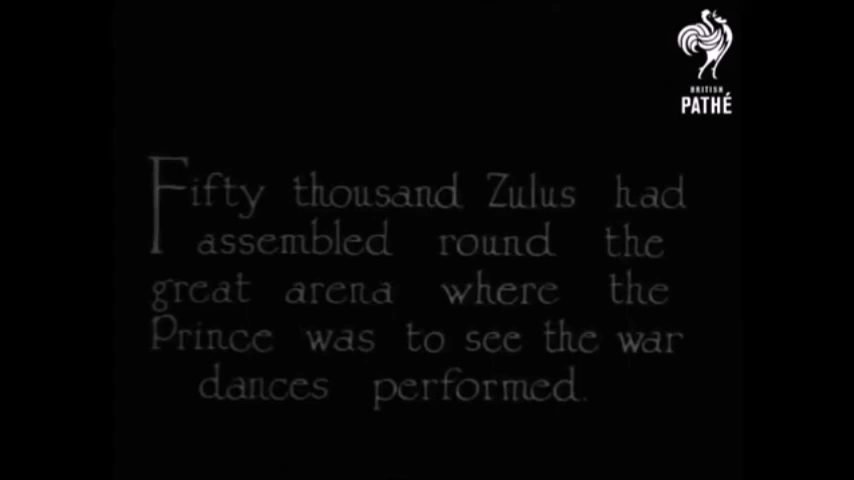 BRITISH
PATHÉ
Fifty thousand Zulus had
assembled round the
great arena where the
Prince was to see the war
dances performed.